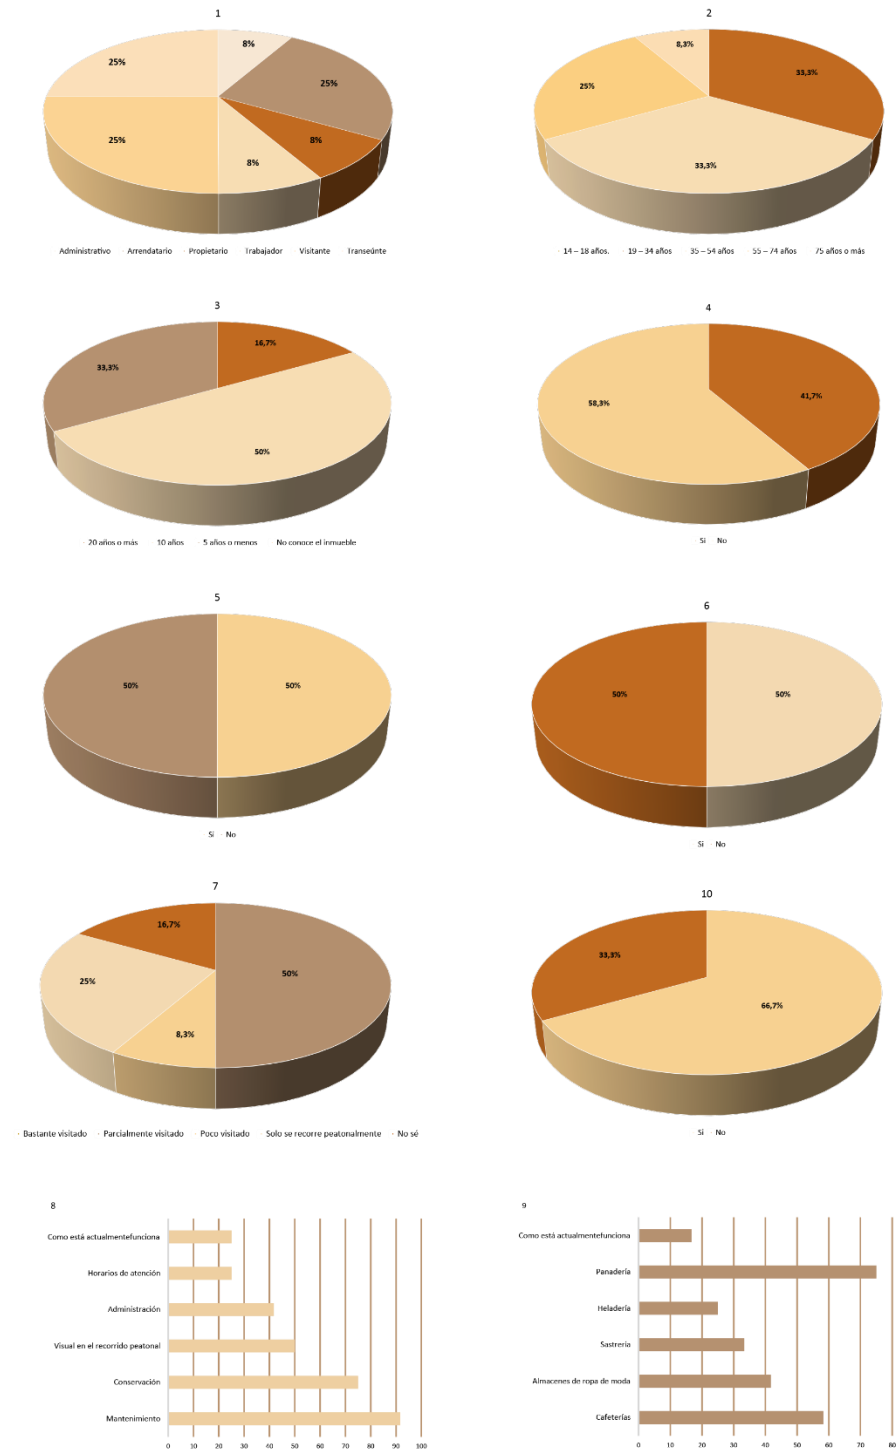 1
8%
25%
25%
8%
25%
8%
Administrativo Arrendatario Propietario Trabajador Visitante Transeúnte
2
8,3%
33,3%
25%
33,3%
14 – 18 años. 19 – 34 años 35 – 54 años 55 – 74 años 75 años o más
3
16,7%
33,3%
50%
20 años o más 10 años 5 años o menos No conoce el inmueble
4
41,7%
58,3%
Si No
5
50% 50%
Si No
6
50% 50%
Si No
7
16,7%
50%
25%
8,3%
Bastante visitado Parcialmente visitado Poco visitado Solo se recorre peatonalmente No sé
10
33,3%
66,7%
Si No
8
Como está actualmentefunciona
Horarios de atención
Administración
Visual en el recorrido peatonal
Conservación
Mantenimiento
0 10 20 30 40 50 60 70 80 90 100
9
Como está actualmentefunciona
Panadería
Heladería
Sastrería
Almacenes de ropa de moda
Cafeterías
0 10 20 30 40 50 60 70 80